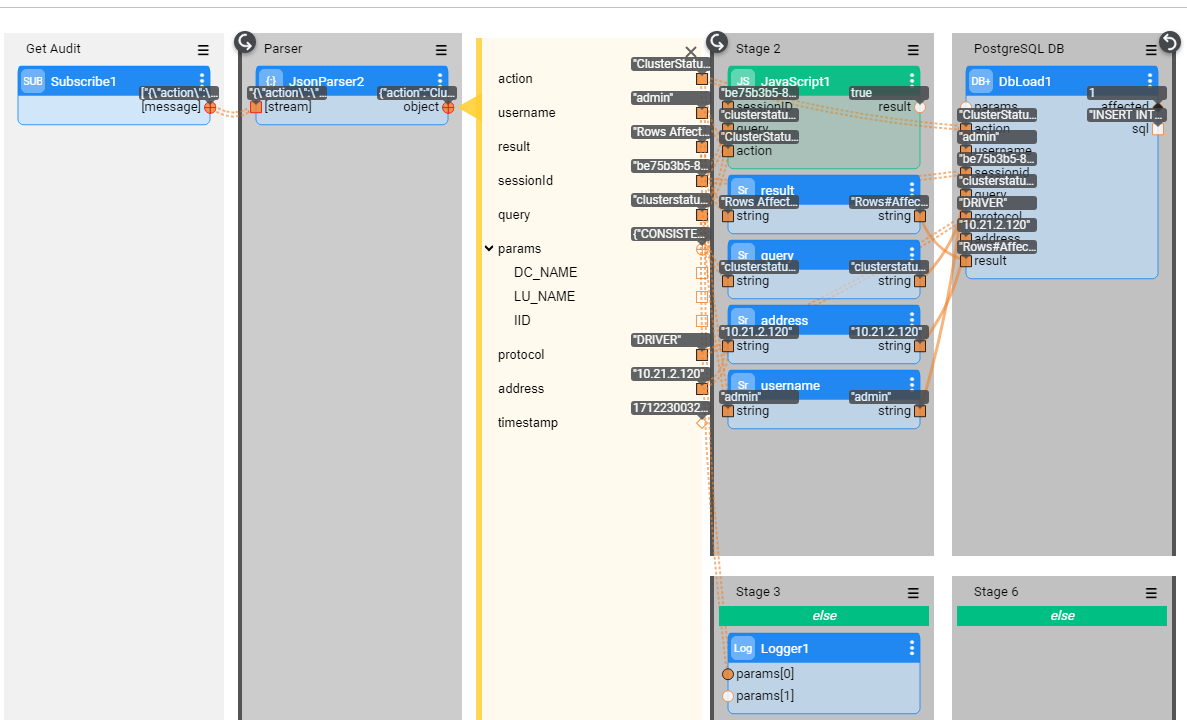 Get Audit
SUB Subscribe1
["{\"action\":\...
[message]
Parser
{;} JsonParser2
"{\"action\":\"...
[stream]
{"action":"Clu...
object
action
"ClusterStatu...
username
"admin"
result
"Rows Affect...
sessionId
"be75b3b5-8...
query
"clusterstatu...
params
{"CONSISTE...
DC_NAME
LU_NAME
IID
protocol
"DRIVER"
address
"10.21.2.120"
timestamp
1712230032...
Stage 2
JS JavaScript1
"be75b3b5-8...
true
sessionID
result
"clusterstatu...
query
"ClusterStatu...
action
Sr result
"Rows Affect...
"Rows#Affec...
string
string
Sr query
"clusterstatu...
"clusterstatu...
string
string
Sr address
"10.21.2.120"
"10.21.2.120"
string
string
Sr username
"admin"
"admin"
string
string
PostgreSQL DB
DB+ DbLoad1
1
params
affected
"ClusterStatu...
"INSERT INT...
action
sql
"admin"
username
"be75b3b5-8...
sessionid
"clusterstatu...
query
"DRIVER"
protocol
"10.21.2.120"
address
"Rows#Affec...
result
Stage 3
else
Log Logger1
params[0]
params[1]
Stage 6
else